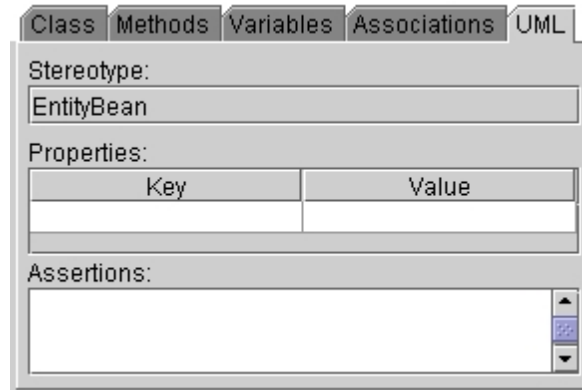 Class Methods Variables Associations UML
Stereotype:
EntityBean
Properties:
Key Value
Assertions: